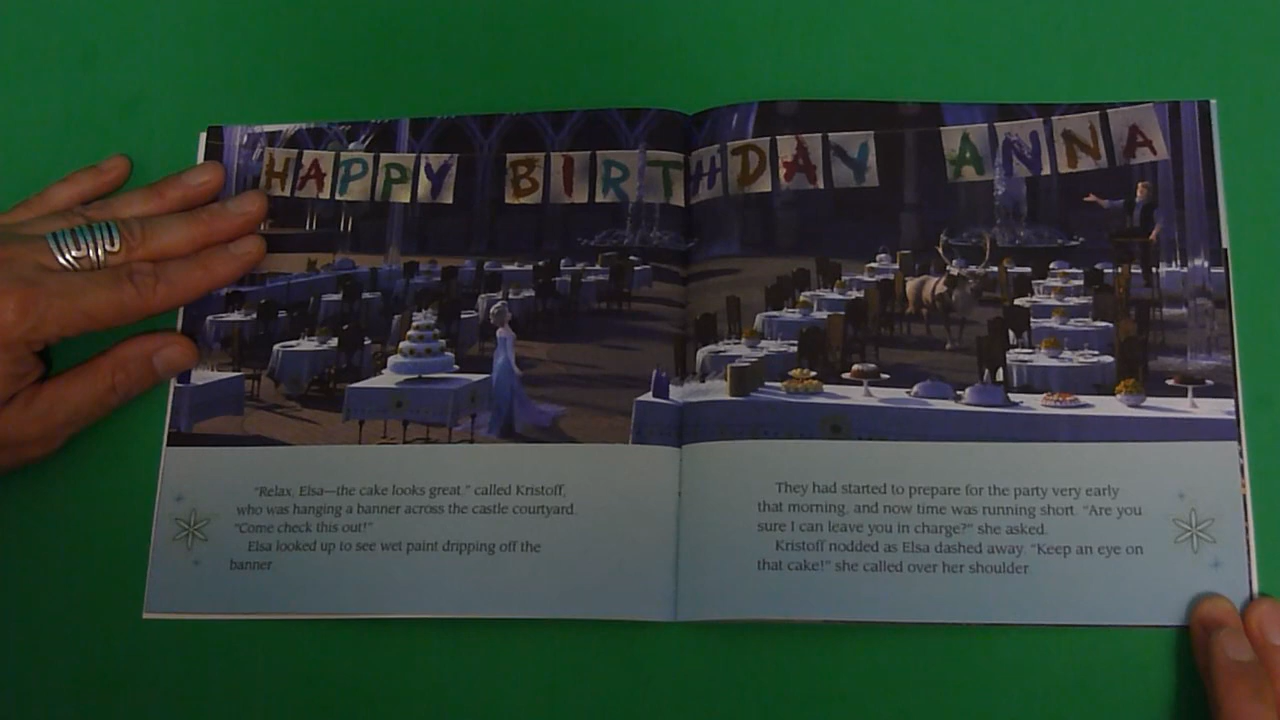 HAPPY BIRTHDAY ANNA
"Relax, Elsa—the cake looks great," called Kristoff,
who was hanging a banner across the castle courtyard.
"Come check this out!"
Elsa looked up to see wet paint dripping off the
banner.
They had started to prepare for the party very early
that morning, and now time was running short. "Are you
sure I can leave you in charge?" she asked.
Kristoff nodded as Elsa dashed away. "Keep an eye on
that cake!" she called over her shoulder.